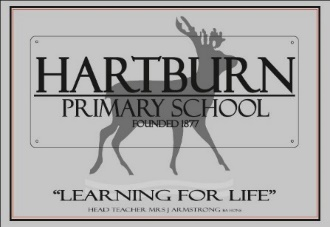 HARTBURN
PRIMARY SCHOOL
FOUNDED 1877
“LEARNING FOR LIFE”
HEAD TEACHER MRS J ARMSTRONG